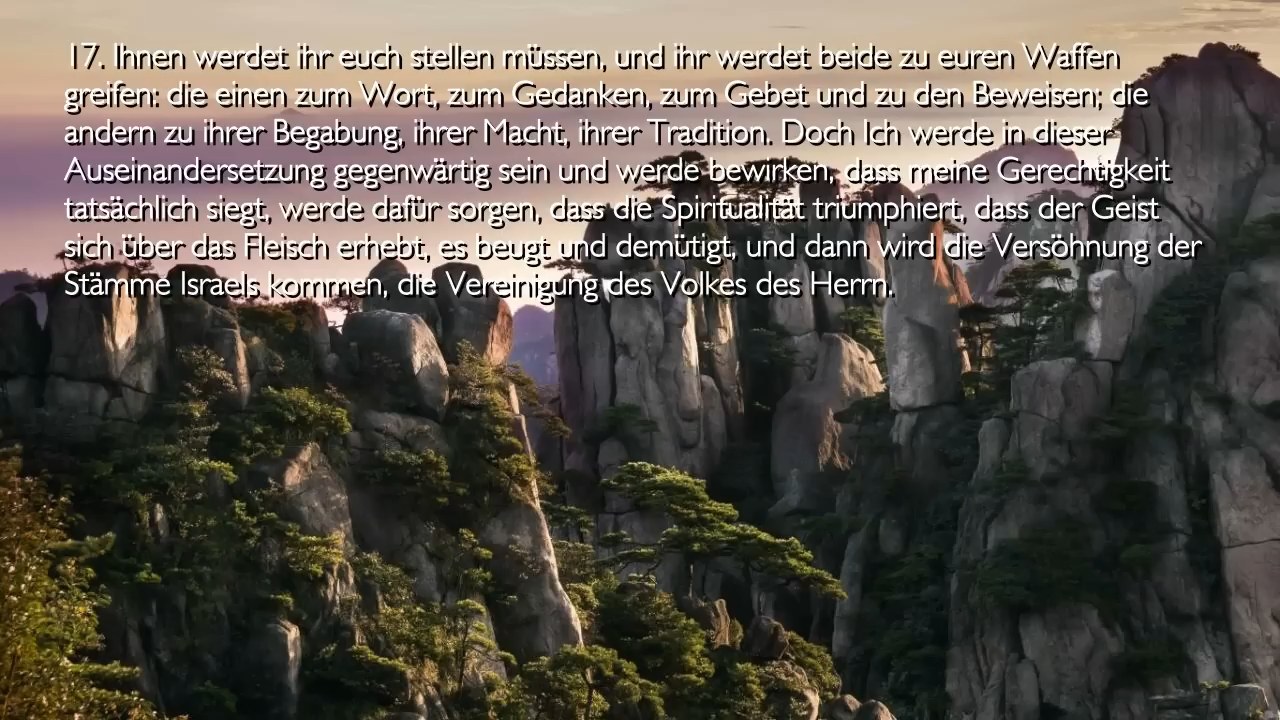 17. Ihnen werdet ihr euch stellen müssen, und ihr werdet beide zu euren Waffen
greifen: die einen zum Wort, zum Gedanken, zum Gebet und zu den Beweisen; die
andern zu ihrer Begabung, ihrer Macht, ihrer Tradition. Doch Ich werde in dieser
Auseinandersetzung gegenwärtig sein und werde bewirken, dass meine Gerechtigkeit
tatsächlich siegt, werde dafür sorgen, dass die Spiritualität triumphiert, dass der Geist
sich über das Fleisch erhebt, es beugt und demütigt, und dann wird die Versöhnung der
Stämme Israels kommen, die Vereinigung des Volkes des Herrn.